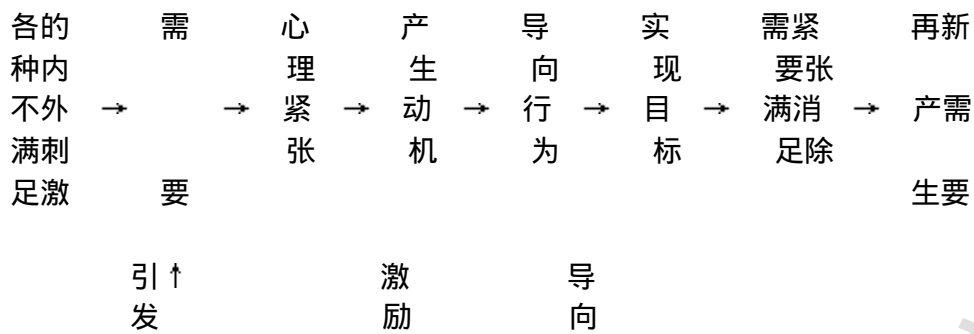 各种不满足
的内外刺激
需要
心理紧张
产生动机
导向行为
实现目标
需要满足
紧张消除
再产生
新需要
引发
激励
导向